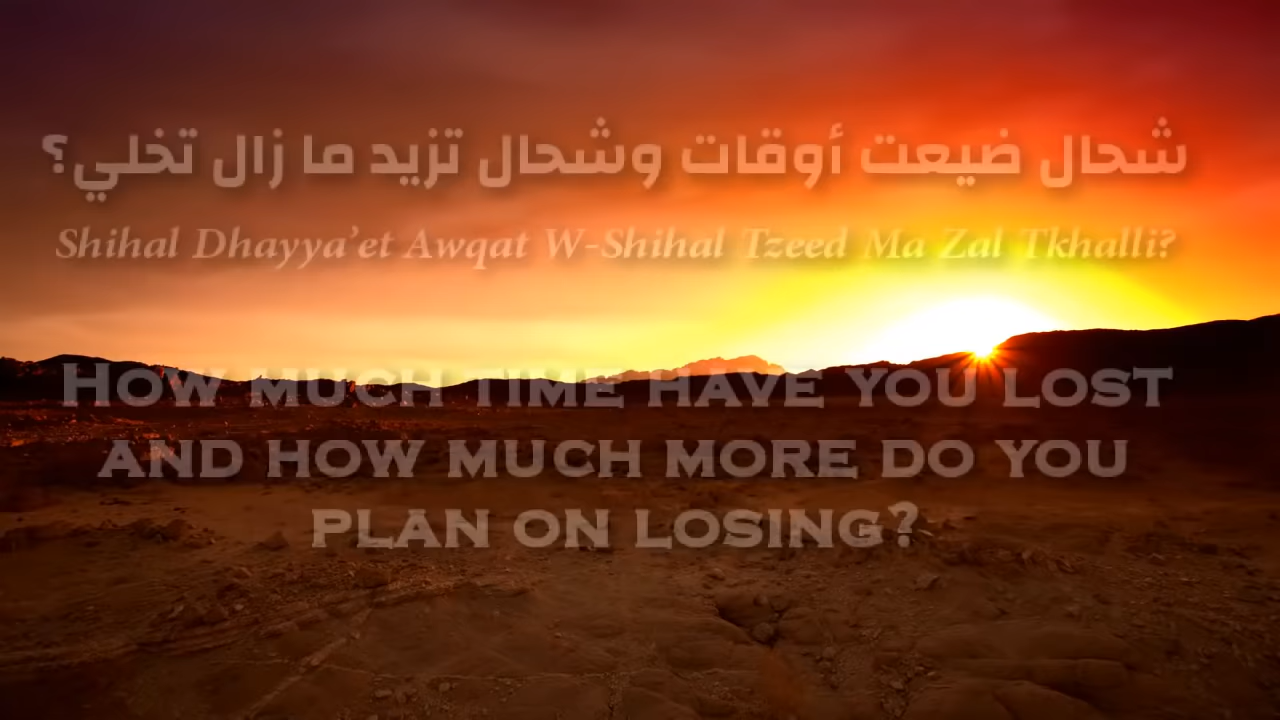 شحال ضيعت أوقات وشحال تزيد ما زال تخلي؟
Shihal Dhayya'et Awqat W-Shihal Tzeed Ma Zal Tkhalli?
How much time have you lost
and how much more do you
plan on losing?